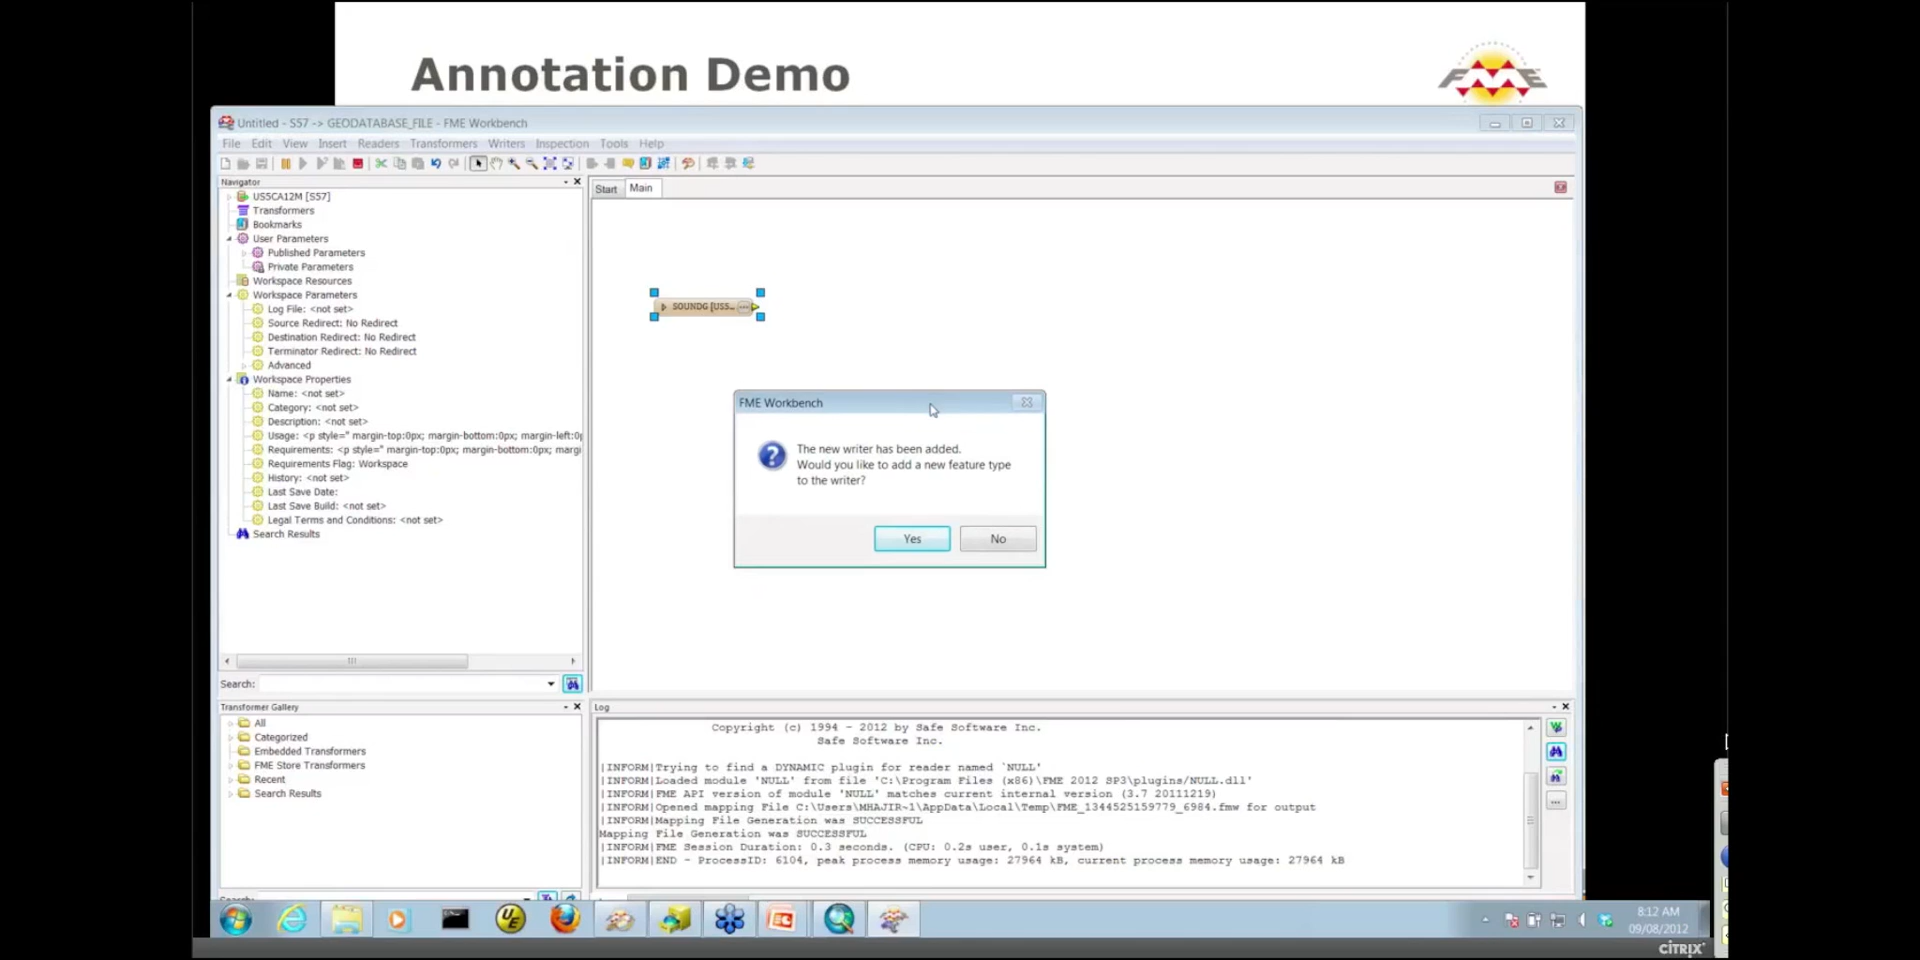 Annotation Demo
FME
Untitled - S57 -> GEODATABASE_FILE - FME Workbench
File Edit View Insert Readers Transformers Writers Inspection Tools Help
Navigator
US5CA12M [S57]
Transformers
Bookmarks
User Parameters
Published Parameters
Private Parameters
Workspace Resources
Workspace Parameters
Log File: <not set>
Source Redirect: No Redirect
Destination Redirect: No Redirect
Terminator Redirect: No Redirect
Advanced
Workspace Properties
Name: <not set>
Category: <not set>
Description: <not set>
Usage: <p style=" margin-top:0px; margin-bottom:0px; margin-left:0p
Requirements: <p style=" margin-top:0px; margin-bottom:0px; margi
Requirements Flag: Workspace
History: <not set>
Last Save Date:
Last Save Build: <not set>
Legal Terms and Conditions: <not set>
Search Results
Search:
Transformer Gallery
All
Categorized
Embedded Transformers
FME Store Transformers
Recent
Search Results
Start Main
SOUNDG [US5...
FME Workbench
The new writer has been added.
Would you like to add a new feature type
to the writer?
Yes No
Log
Copyright (c) 1994 - 2012 by Safe Software Inc.
Safe Software Inc.
|INFORM|Trying to find a DYNAMIC plugin for reader named `NULL'
|INFORM|Loaded module 'NULL' from file 'C:\Program Files (x86)\FME 2012 SP3\plugins/NULL.dll'
|INFORM|FME API version of module 'NULL' matches current internal version (3.7 20111219)
|INFORM|Opened mapping File C:\Users\MHAJIR~1\AppData\Local\Temp\FME_1344525159779_6984.fmw for output
|INFORM|Mapping File Generation was SUCCESSFUL
Mapping File Generation was SUCCESSFUL
|INFORM|FME Session Duration: 0.3 seconds. (CPU: 0.2s user, 0.1s system)
|INFORM|END - ProcessID: 6104, peak process memory usage: 27964 kB, current process memory usage: 27964 kB
8:12 AM
09/08/2012
CITRIX